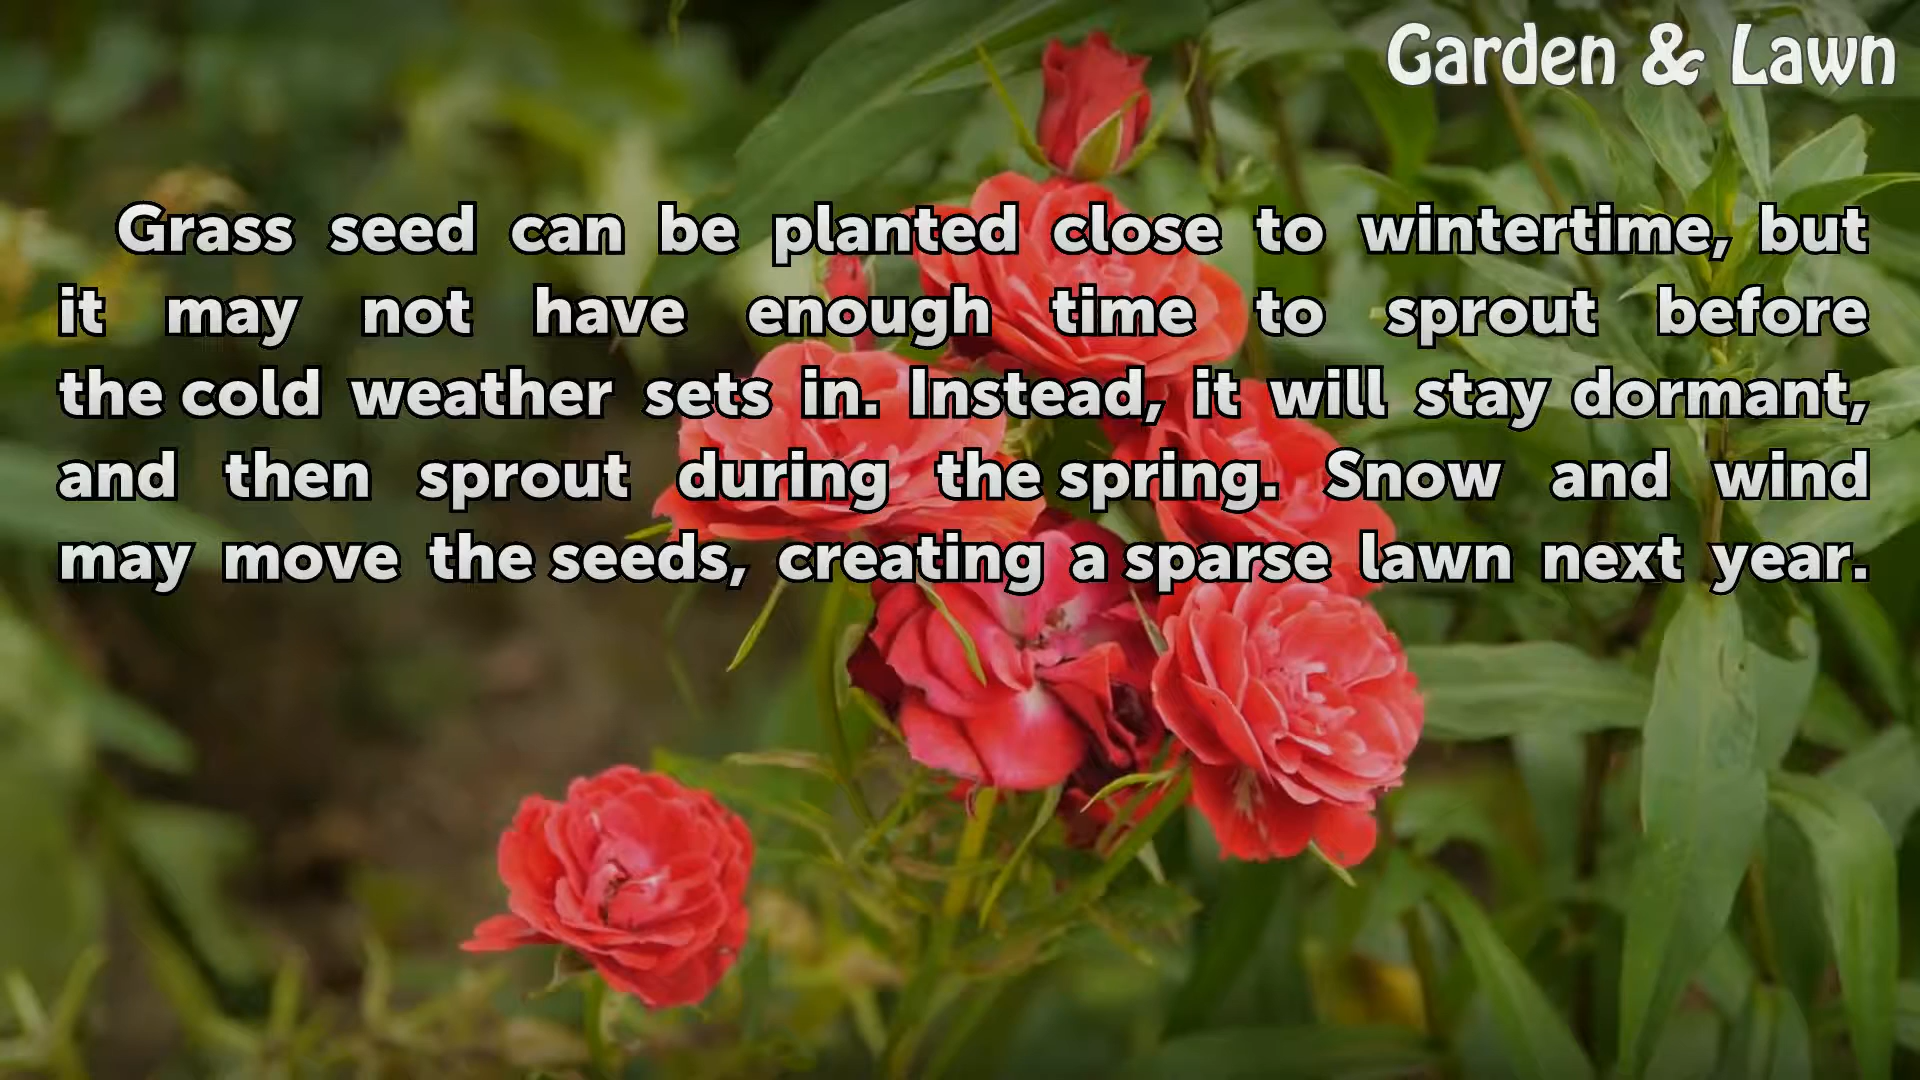 Garden & Lawn
Grass seed can be planted close to wintertime, but
it may not have enough time to sprout before
the cold weather sets in. Instead, it will stay dormant,
and then sprout during the spring. Snow and wind
may move the seeds, creating a sparse lawn next year.